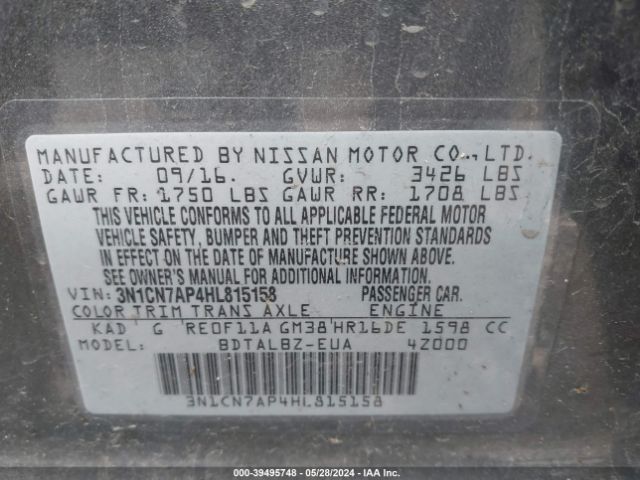 MANUFACTURED BY NISSAN MOTOR CO., LTD.
DATE: 09/16. GVWR: 3426 LBS
GAWR FR: 1750 LBS GAWR RR: 1708 LBS
THIS VEHICLE CONFORMS TO ALL APPLICABLE FEDERAL MOTOR
VEHICLE SAFETY, BUMPER AND THEFT PREVENTION STANDARDS
IN EFFECT ON THE DATE OF MANUFACTURE SHOWN ABOVE.
SEE OWNER'S MANUAL FOR ADDITIONAL INFORMATION.
VIN: 3N1CN7AP4HL815158 PASSENGER CAR.
COLOR TRIM TRANS AXLE ENGINE
KAD G RE0F11A GM38 HR16DE 1598 CC
MODEL: BDTALBZ-EUA 4Z000
3N1CN7AP4HL815158
000-39495748 - 05/28/2024 - IAA Inc.